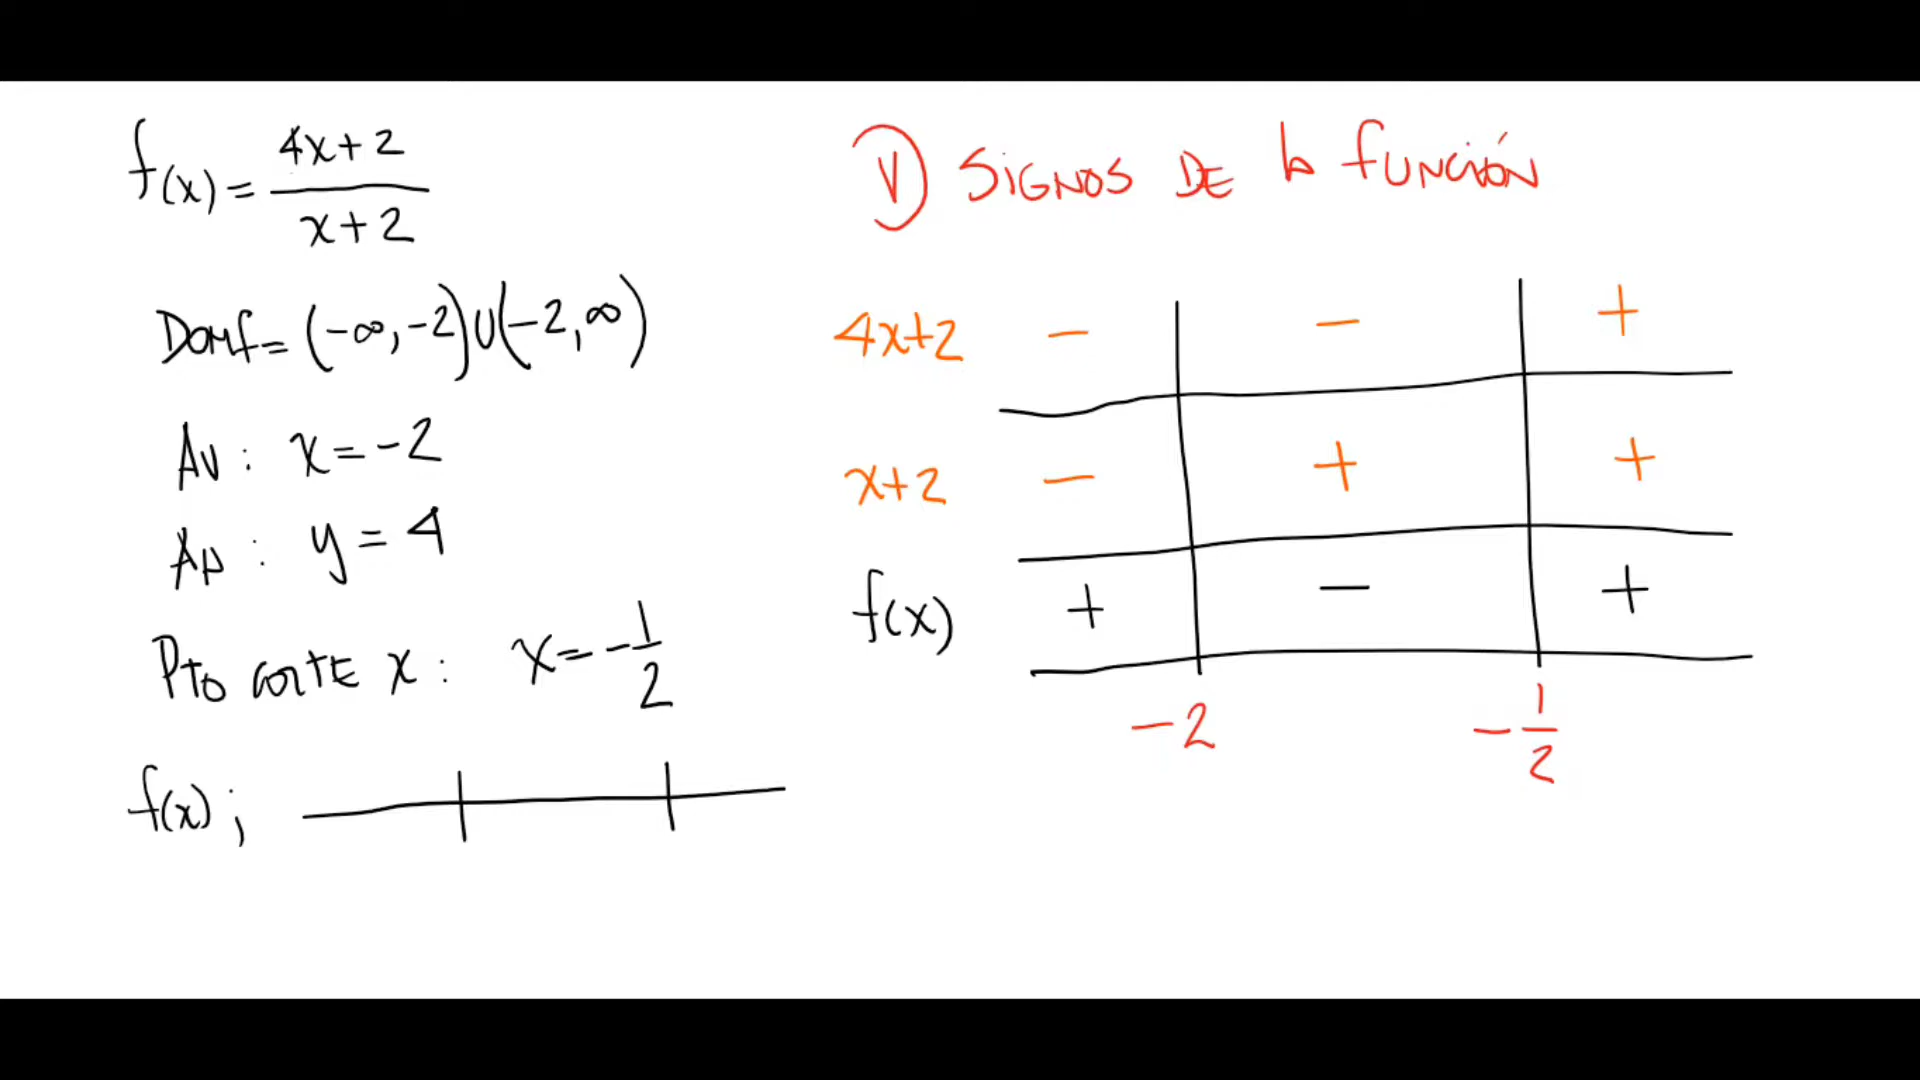 f(x) = (4x+2)/(x+2)
Domf = (-∞,-2)∪(-2,∞)
AV : x = -2
AH : y = 4
Pto corte x : x = -1/2
f(x) ;
V) SiGNOS DE la fUNCiÓN
4x+2 - - +
x+2 - + +
f(x) + - +
-2 -1/2